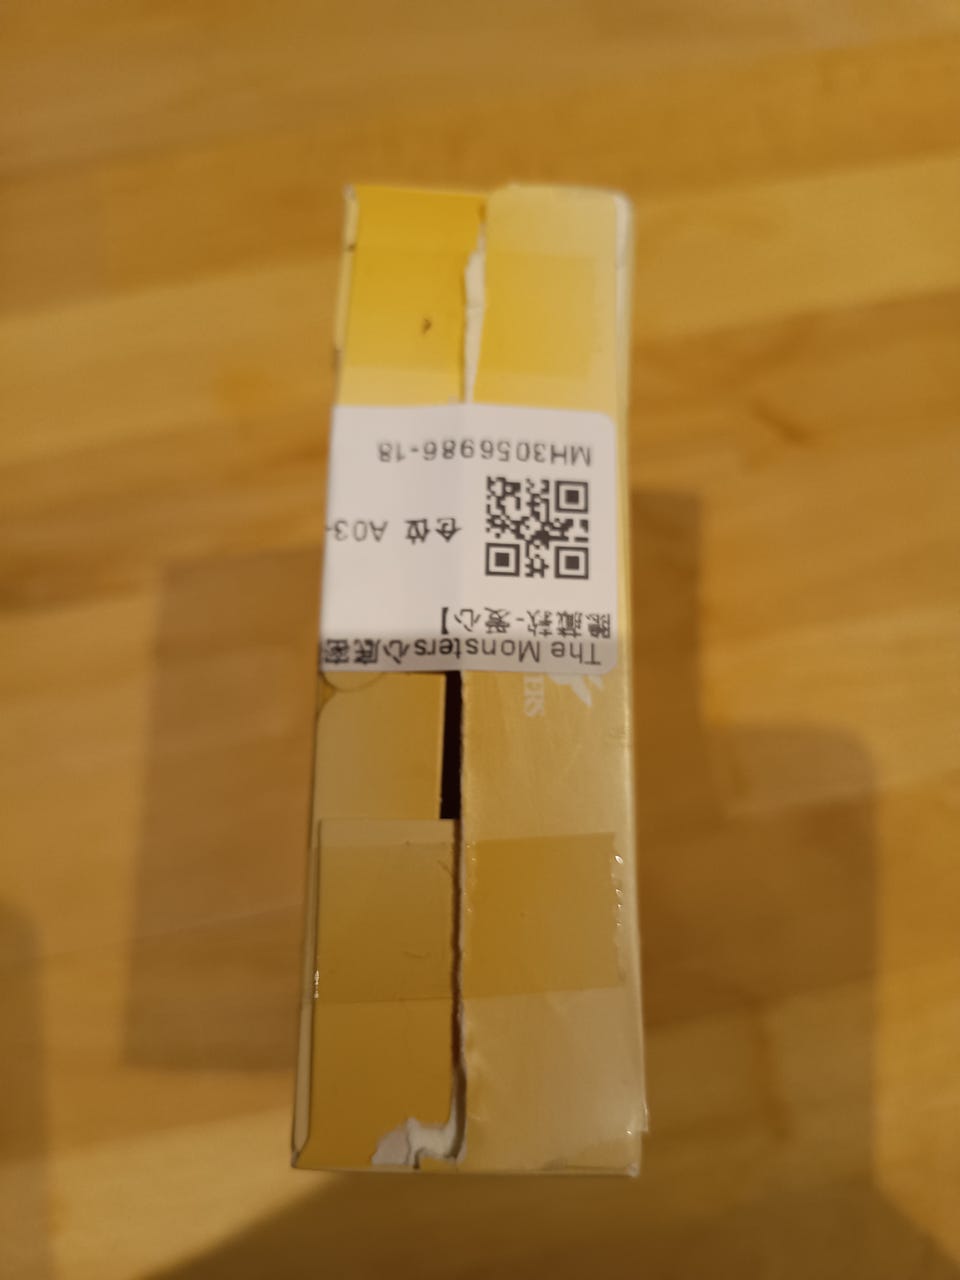 The Monsters心底密
隐藏款-爱心】
仓位 A03-
MH3056986-18
ERS